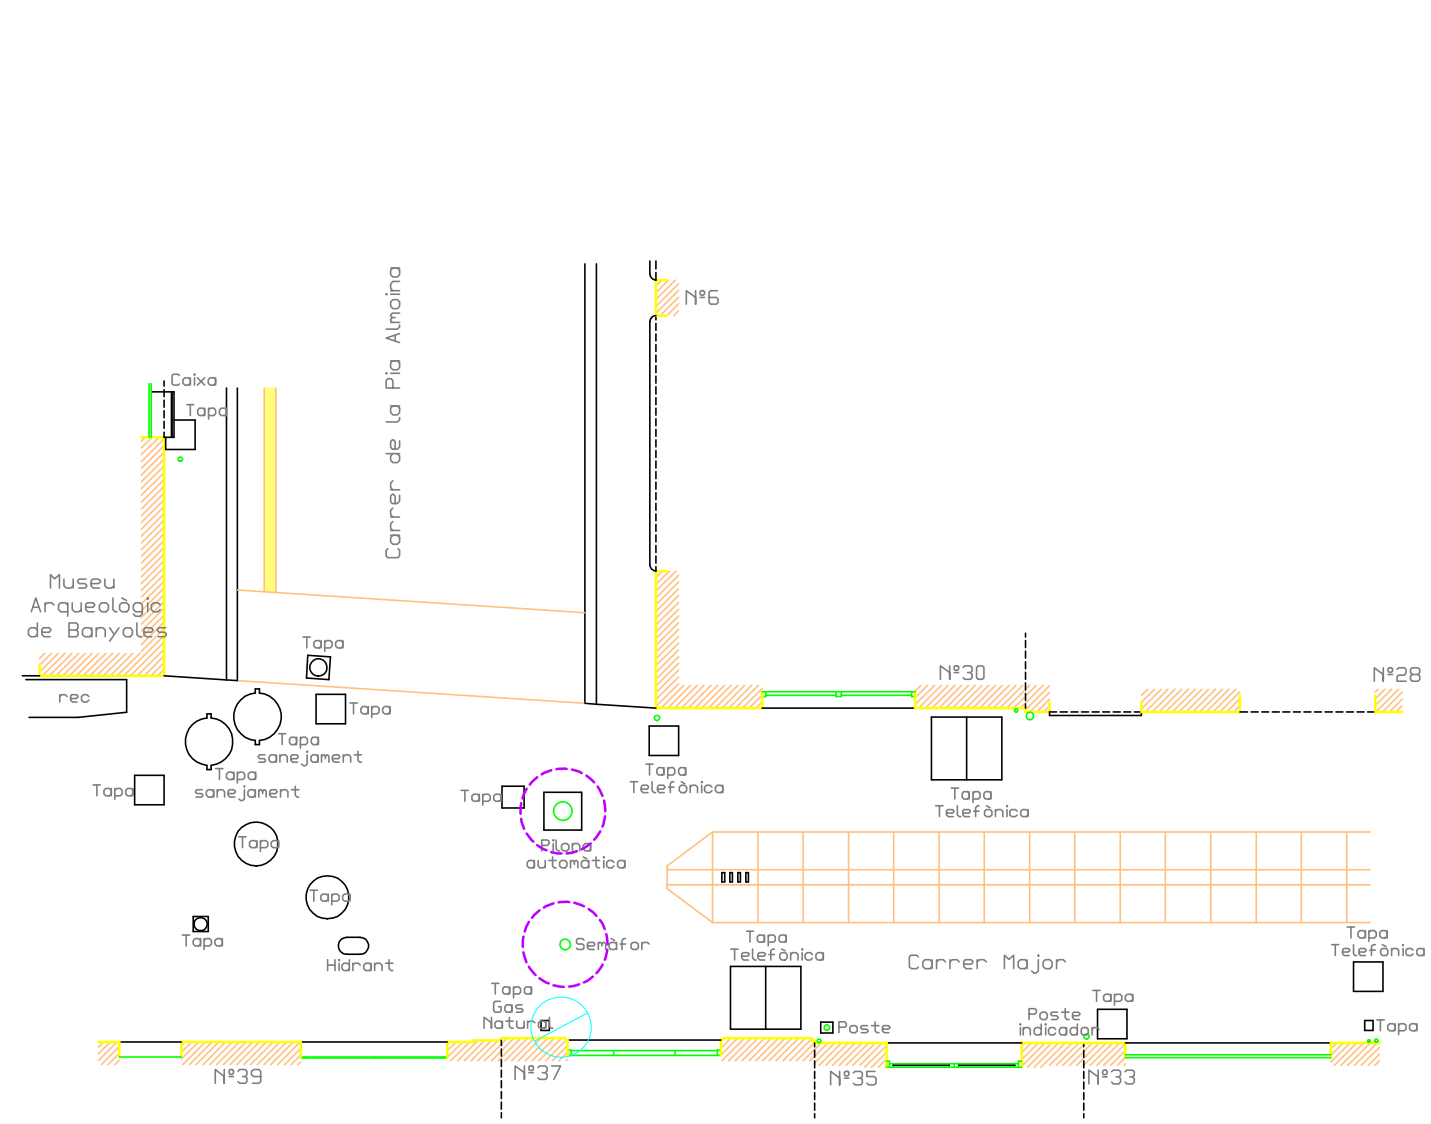 Nº6
Carrer de la Pia Almoina
Caixa
Tapa
Museu
Arqueològic
de Banyoles
rec
Tapa
Tapa
Nº30
Nº28
Tapa
sanejament
Tapa
sanejament
Tapa
Telefònica
Tapa
Tapa
Tapa
Telefònica
Tapa
Pilona
automàtica
Tapa
Tapa
Semàfor
Hidrant
Tapa
Telefònica
Carrer Major
Tapa
Telefònica
Tapa
Gas
Natural
Poste
Poste
indicador
Tapa
Tapa
Nº39
Nº37
Nº35
Nº33